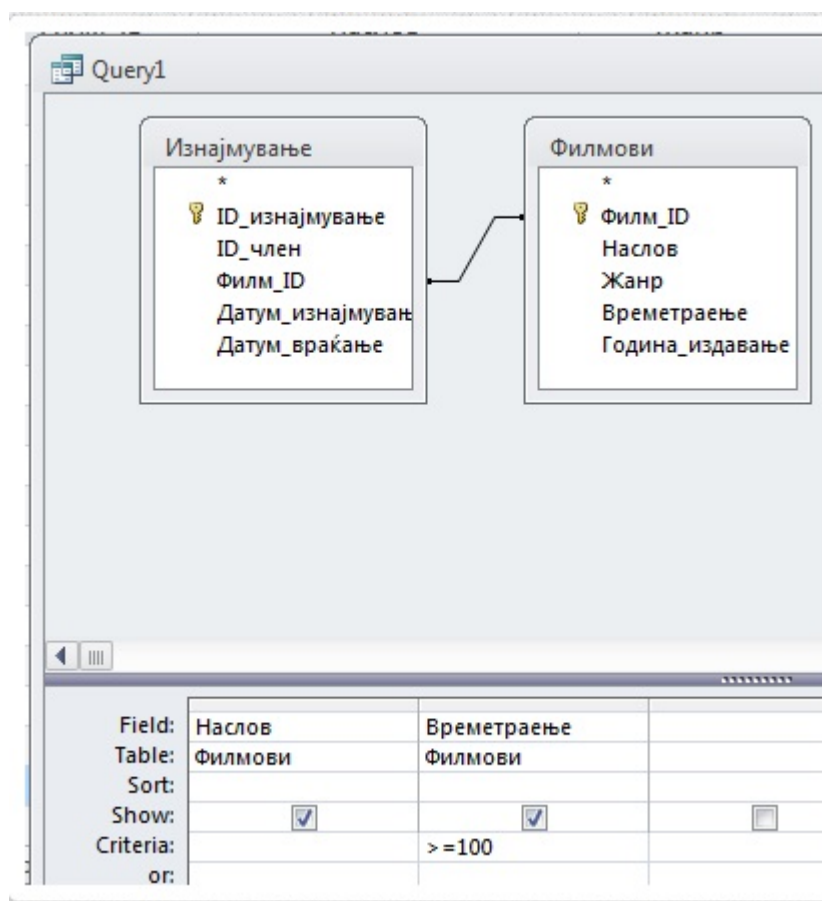 Query1
Изнајмување
*
ID_изнајмување
ID_член
Филм_ID
Датум_изнајмувањ
Датум_враќање
Филмови
*
Филм_ID
Наслов
Жанр
Времетраење
Година_издавање
Field: Наслов Времетраење
Table: Филмови Филмови
Sort:
Show:
Criteria: >=100
or: